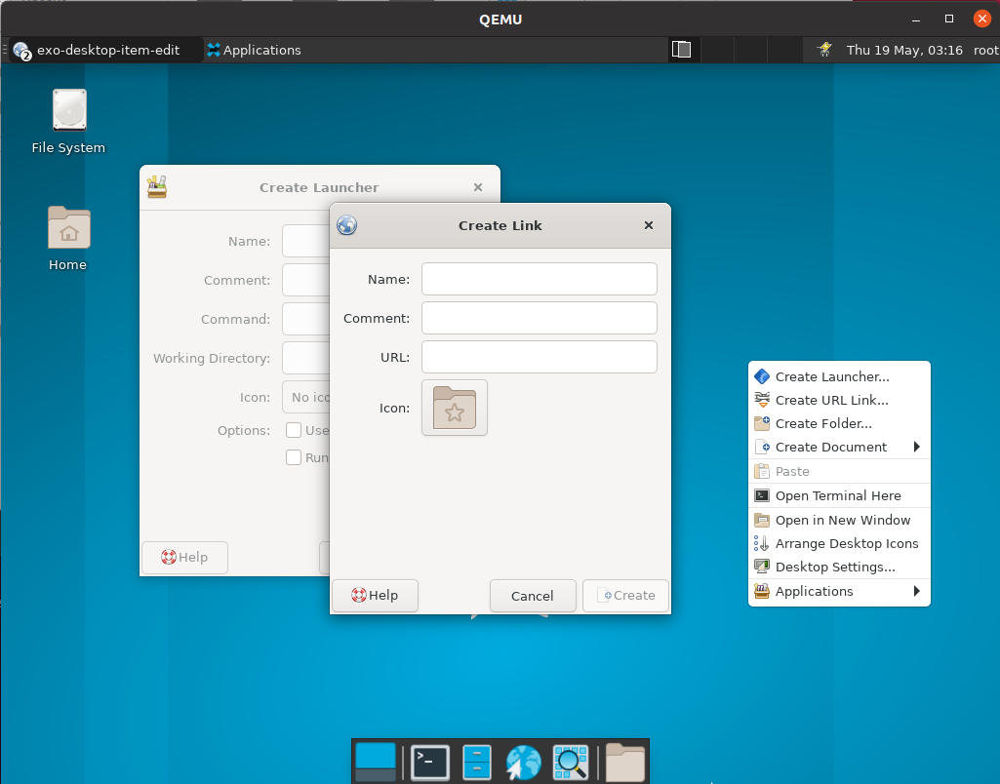 QEMU
2 exo-desktop-item-edit Applications Thu 19 May, 03:16 root
File System
Home
Create Launcher
Name:
Comment:
Command:
Working Directory:
Icon: No ico
Options: Use
Run
Help
Create Link
Name:
Comment:
URL:
Icon:
Help Cancel Create
Create Launcher...
Create URL Link...
Create Folder...
Create Document
Paste
Open Terminal Here
Open in New Window
Arrange Desktop Icons
Desktop Settings...
Applications